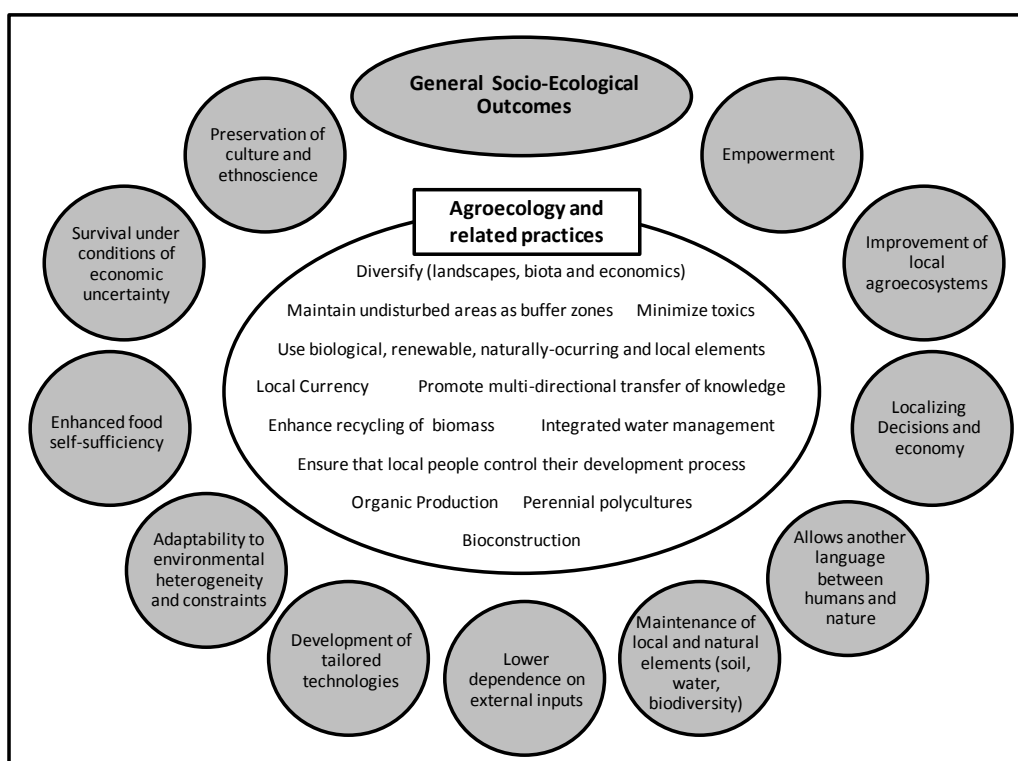 General Socio-Ecological
Outcomes
Preservation of
culture and
ethnoscience
Empowerment
Survival under
conditions of
economic
uncertainty
Improvement of
local
agroecosystems
Agroecology and
related practices
Diversify (landscapes, biota and economics)
Maintain undisturbed areas as buffer zones Minimize toxics
Use biological, renewable, naturally-ocurring and local elements
Local Currency Promote multi-directional transfer of knowledge
Enhance recycling of biomass Integrated water management
Ensure that local people control their development process
Organic Production Perennial polycultures
Bioconstruction
Enhanced food
self-sufficiency
Localizing
Decisions and
economy
Adaptability to
environmental
heterogeneity
and constraints
Allows another
language
between
humans and
nature
Development of
tailored
technologies
Lower
dependence on
external inputs
Maintenance of
local and natural
elements (soil,
water,
biodiversity)